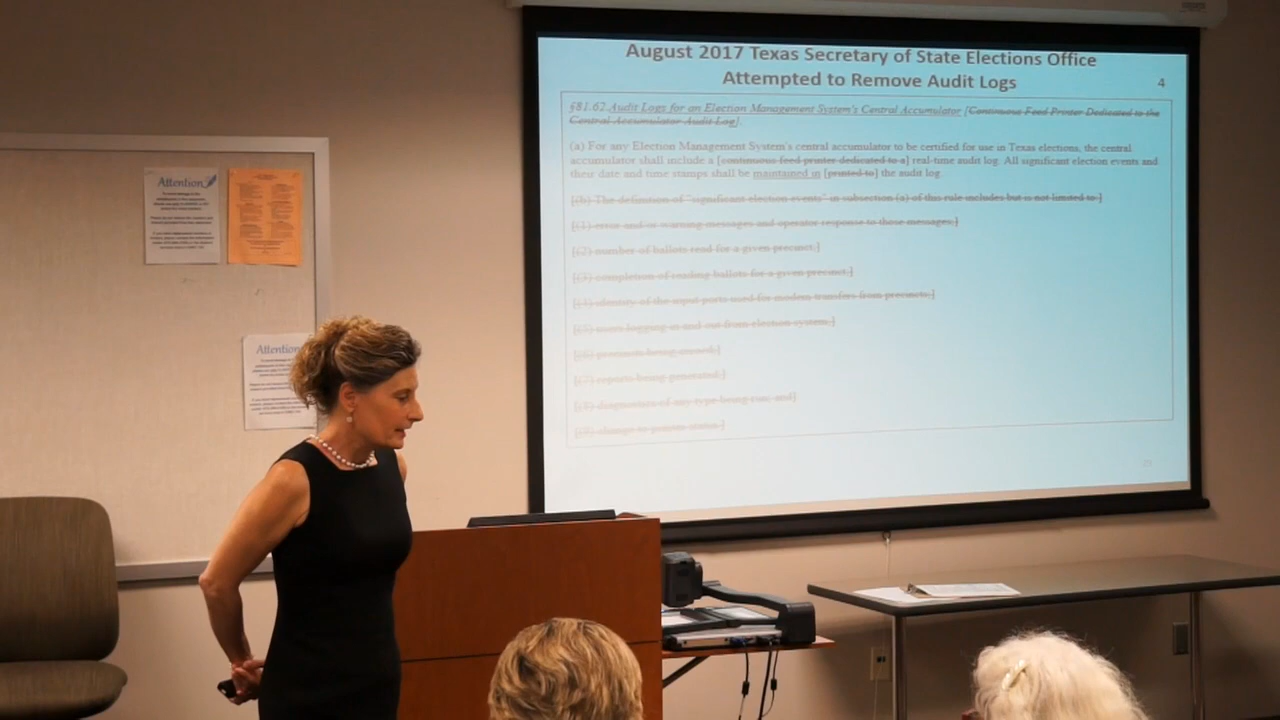 August 2017 Texas Secretary of State Elections Office
Attempted to Remove Audit Logs
4
§81.62.Audit Logs for an Election Management System's Central Accumulator [Continuous Feed Printer Dedicated to the
Central Accumulator Audit Log].
(a) For any Election Management System's central accumulator to be certified for use in Texas elections, the central
accumulator shall include a [continuous feed printer dedicated to a] real-time audit log. All significant election events and
their date and time stamps shall be maintained in [printed to] the audit log.
[(b) The definition of "significant election events" in subsection (a) of this rule includes but is not limited to:]
[(1) error and/or warning messages and operator response to those messages;]
[(2) number of ballots read for a given precinct;]
[(3) completion of reading ballots for a given precinct;]
[(4) identity of the input ports used for modem transfers from precincts;]
[(5) users logging in and out from election system;]
[(6) precincts being zeroed;]
[(7) reports being generated;]
[(8) diagnostics of any type being run; and]
[(9) change to printer status.]
Attention
Attention